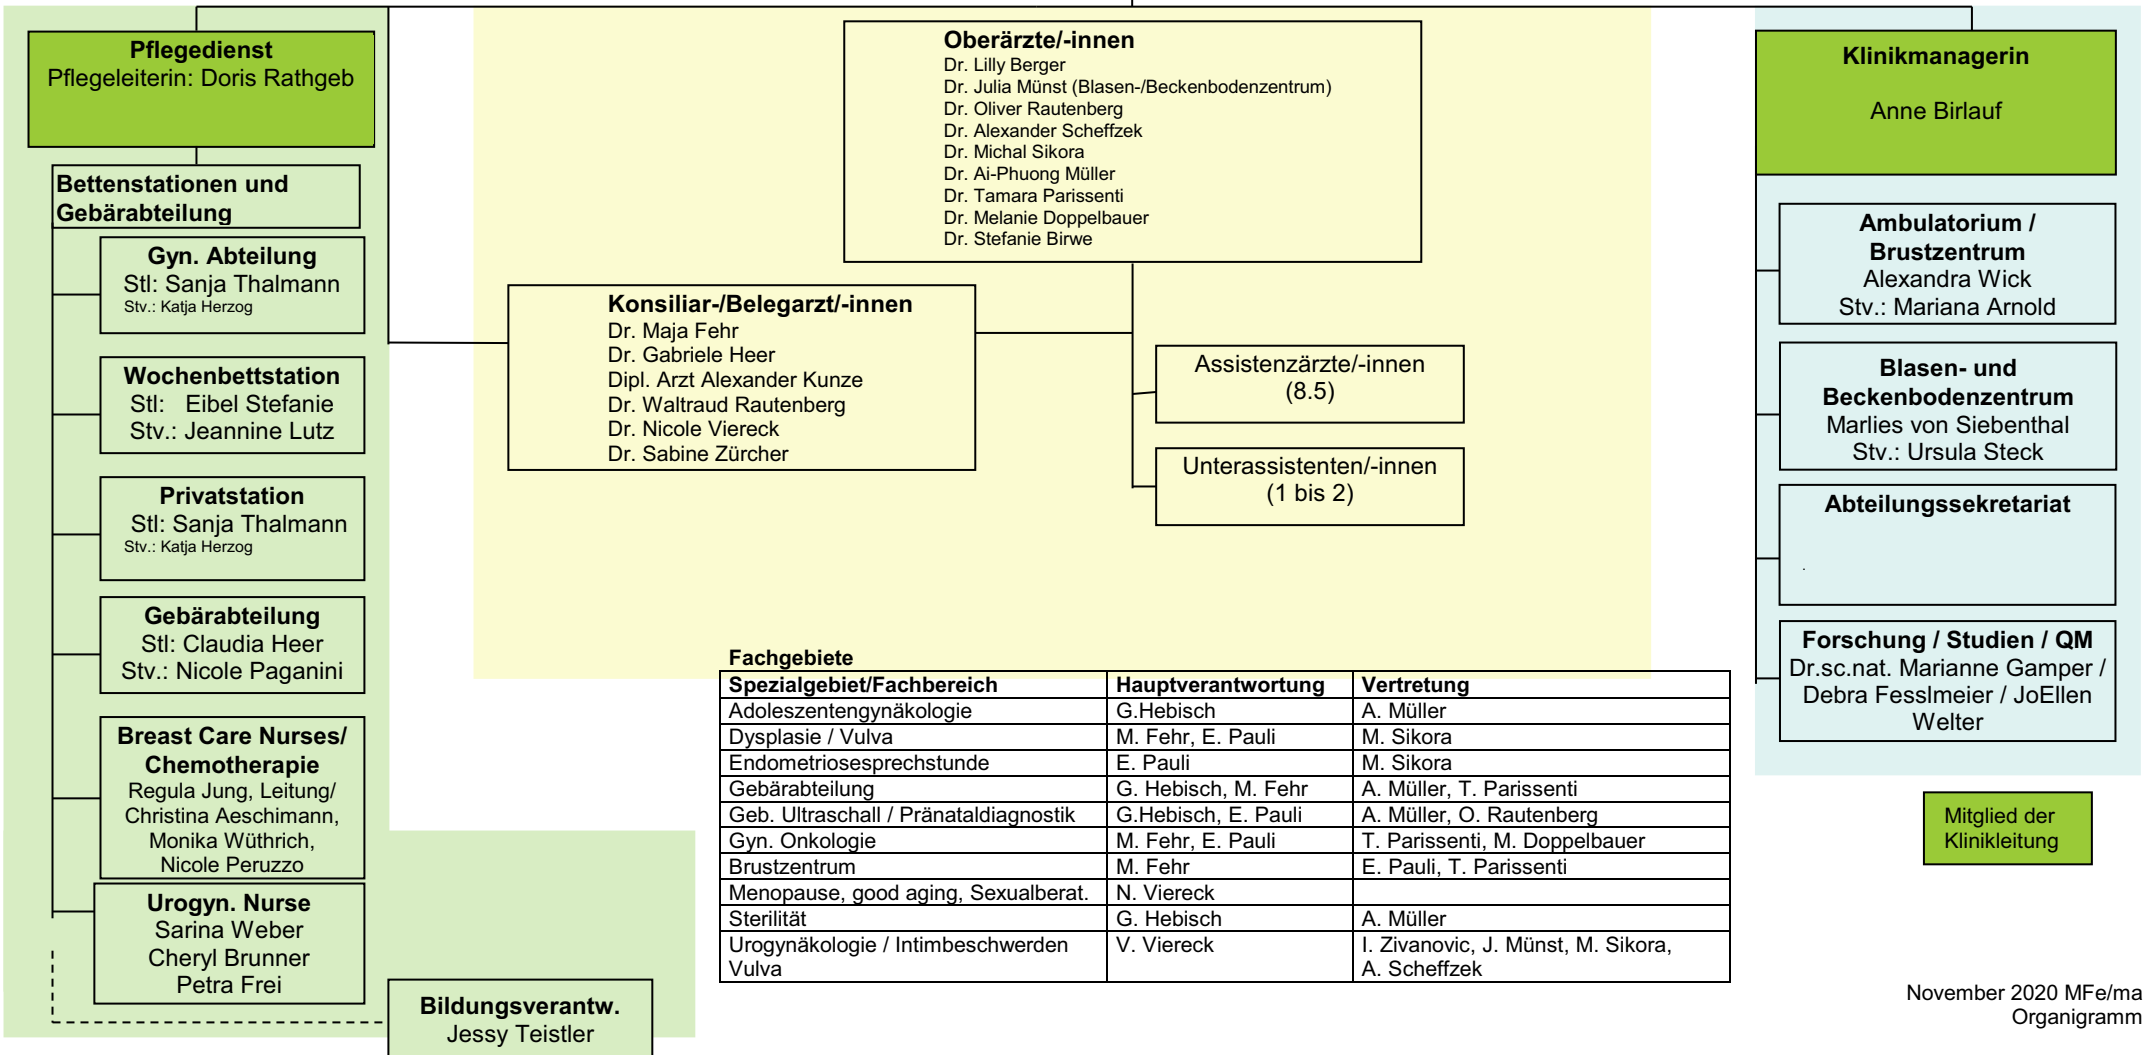 Pflegedienst
Pflegeleiterin: Doris Rathgeb
Bettenstationen und
Gebärabteilung
Gyn. Abteilung
Stl: Sanja Thalmann
Stv.: Katja Herzog
Wochenbettstation
Stl:   Eibel Stefanie
Stv.: Jeannine Lutz
Privatstation
Stl: Sanja Thalmann
Stv.: Katja Herzog
Gebärabteilung
Stl: Claudia Heer
Stv.: Nicole Paganini
Breast Care Nurses/
Chemotherapie
Regula Jung, Leitung/
Christina Aeschimann,
Monika Wüthrich,
Nicole Peruzzo
Urogyn. Nurse
Sarina Weber
Cheryl Brunner
Petra Frei
Bildungsverantw.
Jessy Teistler
Oberärzte/-innen
Dr. Lilly Berger
Dr. Julia Münst (Blasen-/Beckenbodenzentrum)
Dr. Oliver Rautenberg
Dr. Alexander Scheffzek
Dr. Michal Sikora
Dr. Ai-Phuong Müller
Dr. Tamara Parissenti
Dr. Melanie Doppelbauer
Dr. Stefanie Birwe
Konsiliar-/Belegarzt/-innen
Dr. Maja Fehr
Dr. Gabriele Heer
Dipl. Arzt Alexander Kunze
Dr. Waltraud Rautenberg
Dr. Nicole Viereck
Dr. Sabine Zürcher
Assistenzärzte/-innen
(8.5)
Unterassistenten/-innen
(1 bis 2)
Fachgebiete
Spezialgebiet/Fachbereich Hauptverantwortung Vertretung
Adoleszentengynäkologie G.Hebisch A. Müller
Dysplasie / Vulva M. Fehr, E. Pauli M. Sikora
Endometriosesprechstunde E. Pauli M. Sikora
Gebärabteilung G. Hebisch, M. Fehr A. Müller, T. Parissenti
Geb. Ultraschall / Pränataldiagnostik G.Hebisch, E. Pauli A. Müller, O. Rautenberg
Gyn. Onkologie M. Fehr, E. Pauli T. Parissenti, M. Doppelbauer
Brustzentrum M. Fehr E. Pauli, T. Parissenti
Menopause, good aging, Sexualberat. N. Viereck
Sterilität G. Hebisch A. Müller
Urogynäkologie / Intimbeschwerden V. Viereck I. Zivanovic, J. Münst, M. Sikora,
Vulva A. Scheffzek
Klinikmanagerin
Anne Birlauf
Ambulatorium /
Brustzentrum
Alexandra Wick
Stv.: Mariana Arnold
Blasen- und
Beckenbodenzentrum
Marlies von Siebenthal
Stv.: Ursula Steck
Abteilungssekretariat
.
Forschung / Studien / QM
Dr.sc.nat. Marianne Gamper /
Debra Fesslmeier / JoEllen
Welter
Mitglied der
Klinikleitung
November 2020 MFe/ma
Organigramm